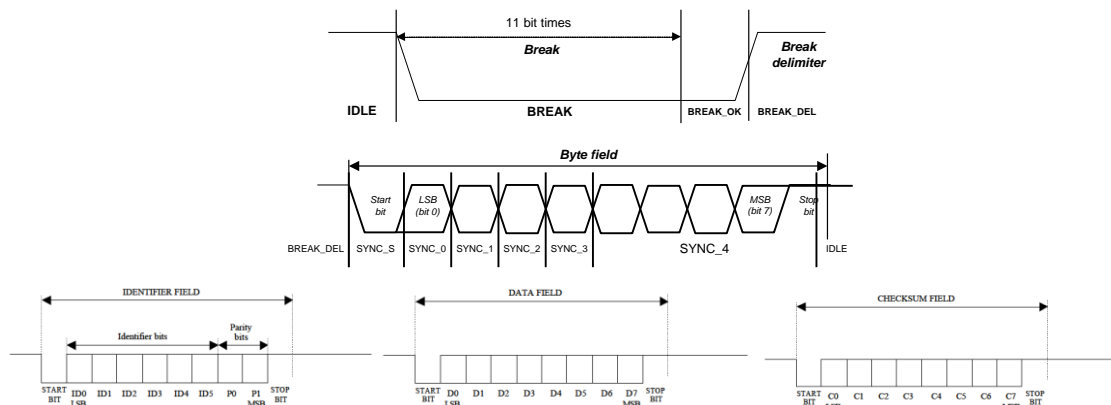 11 bit times
Break
Break
delimiter
IDLE
BREAK
BREAK_OK
BREAK_DEL
Byte field
Start
bit
LSB
(bit 0)
MSB
(bit 7)
Stop
bit
BREAK_DEL
SYNC_S
SYNC_0
SYNC_1
SYNC_2
SYNC_3
SYNC_4
IDLE
IDENTIFIER FIELD
Identifier bits
Parity
bits
START
BIT
ID0
LSB
ID1
ID2
ID3
ID4
ID5
P0
P1
MSB
STOP
BIT
DATA FIELD
START
BIT
D0
LSB
D1
D2
D3
D4
D5
D6
D7
MSB
STOP
BIT
CHECKSUM FIELD
START
BIT
C0
C1
C2
C3
C4
C5
C6
C7
STOP
BIT